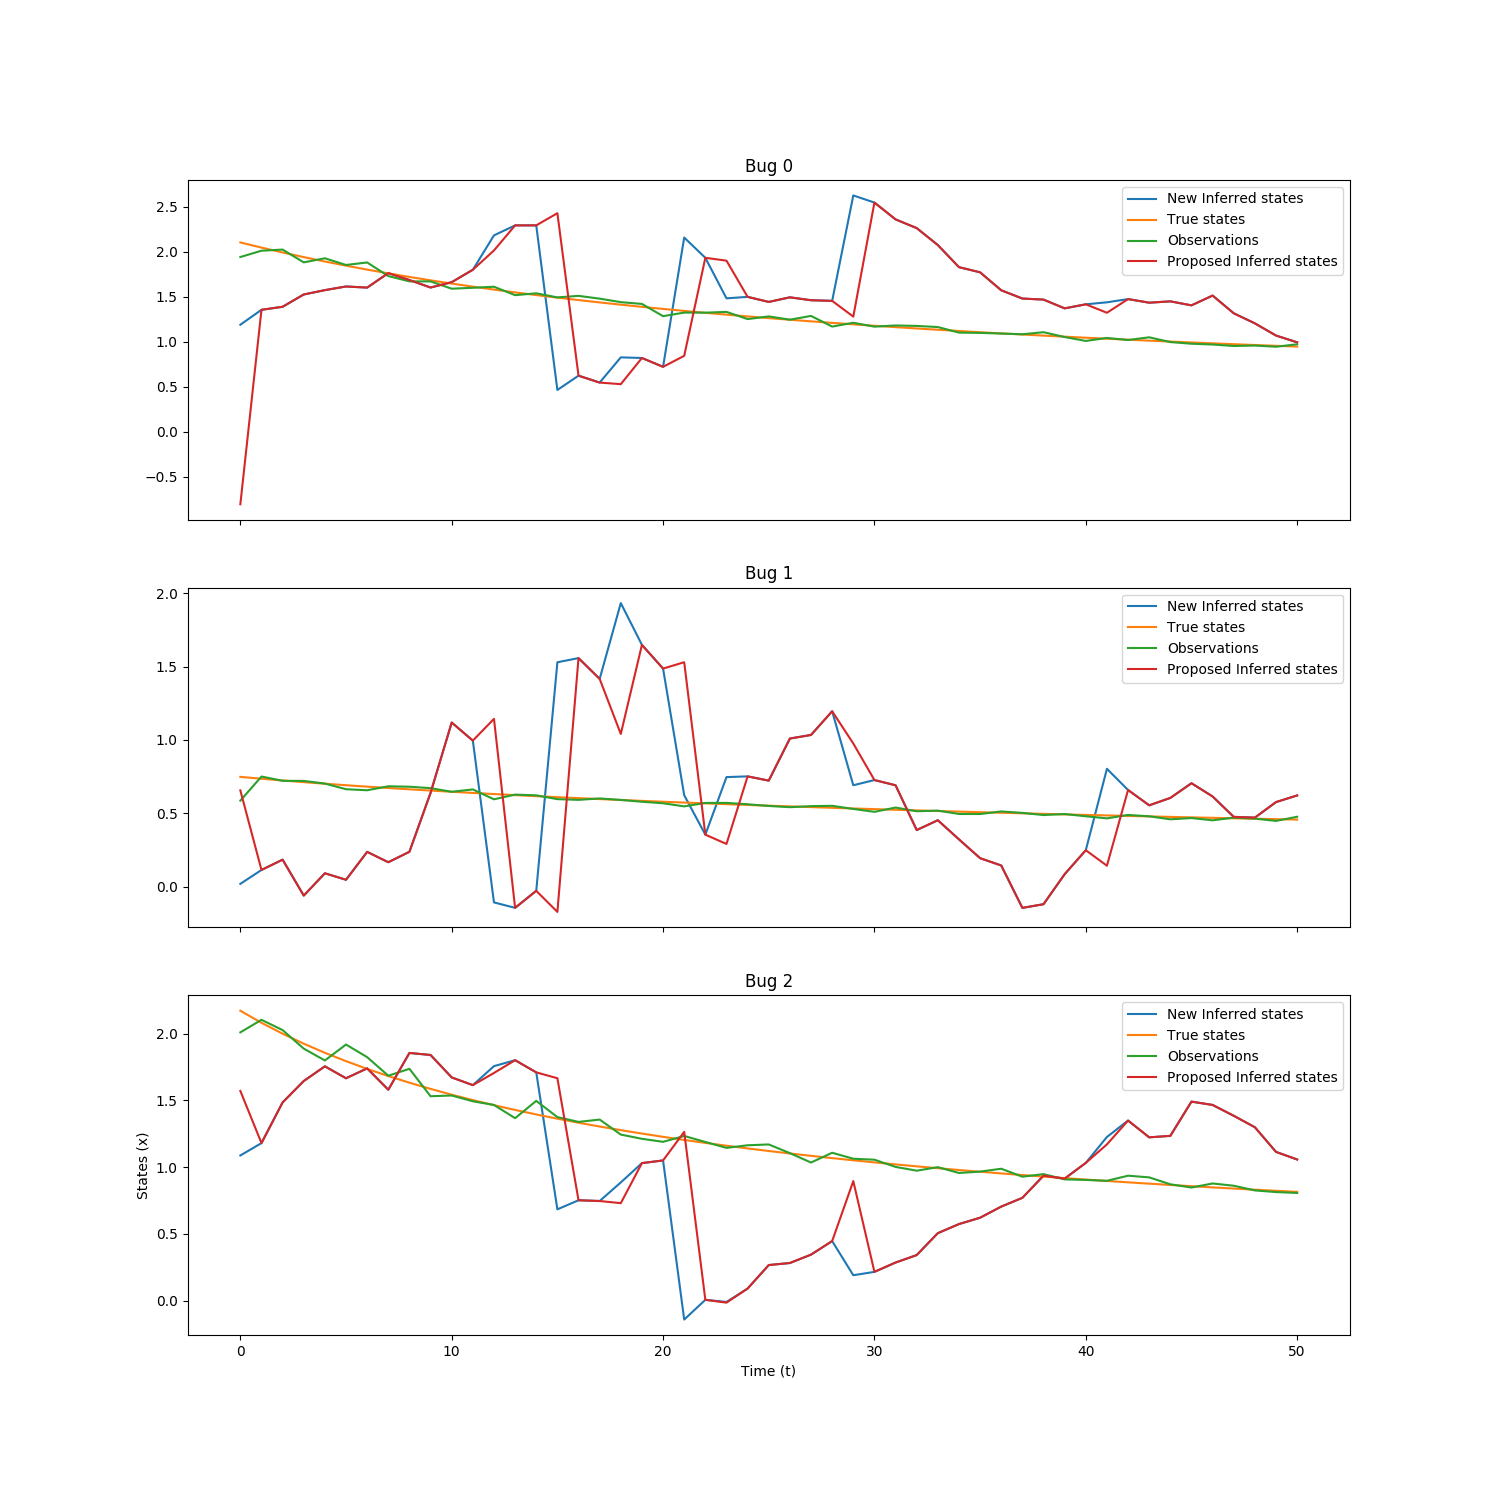 Bug 0
2.5
2.0
1.5
1.0
0.5
0.0
−0.5
New Inferred states
True states
Observations
Proposed Inferred states
Bug 1
2.0
1.5
1.0
0.5
0.0
New Inferred states
True states
Observations
Proposed Inferred states
Bug 2
States (x)
2.0
1.5
1.0
0.5
0.0
New Inferred states
True states
Observations
Proposed Inferred states
0 10 20 30 40 50
Time (t)